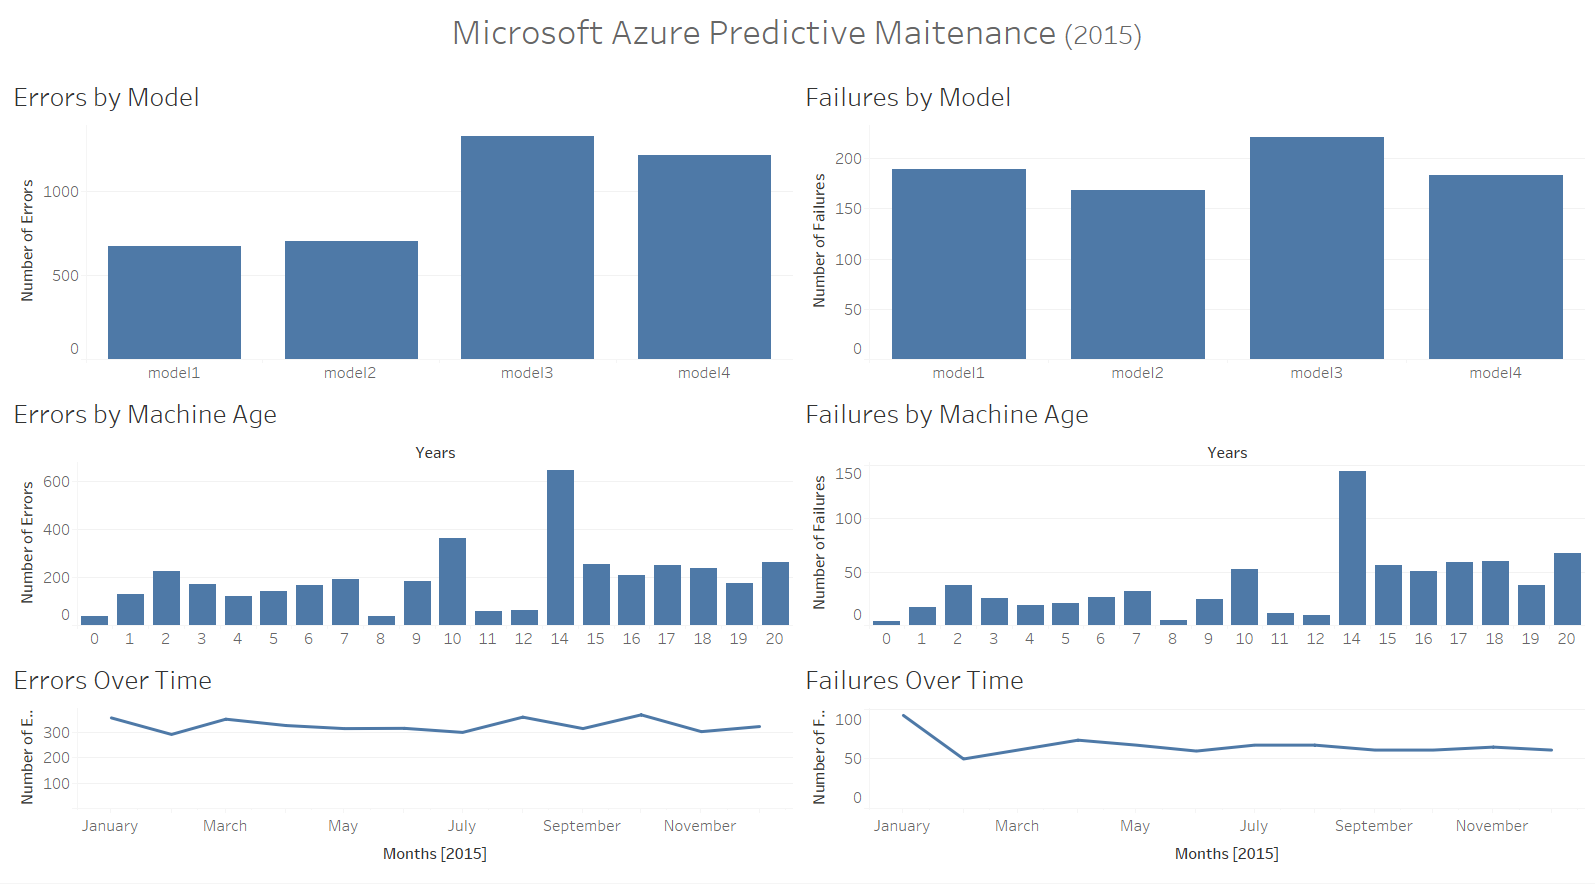 Microsoft Azure Predictive Maitenance (2015)
Errors by Model
Number of Errors
1000
500
0
model1 model2 model3 model4
Failures by Model
Number of Failures
200
150
100
50
0
model1 model2 model3 model4
Errors by Machine Age
Years
Number of Errors
600
400
200
0
0 1 2 3 4 5 6 7 8 9 10 11 12 14 15 16 17 18 19 20
Failures by Machine Age
Years
Number of Failures
150
100
50
0
0 1 2 3 4 5 6 7 8 9 10 11 12 14 15 16 17 18 19 20
Errors Over Time
Number of E..
300
200
100
January March May July September November
Months [2015]
Failures Over Time
Number of F..
100
50
0
January March May July September November
Months [2015]